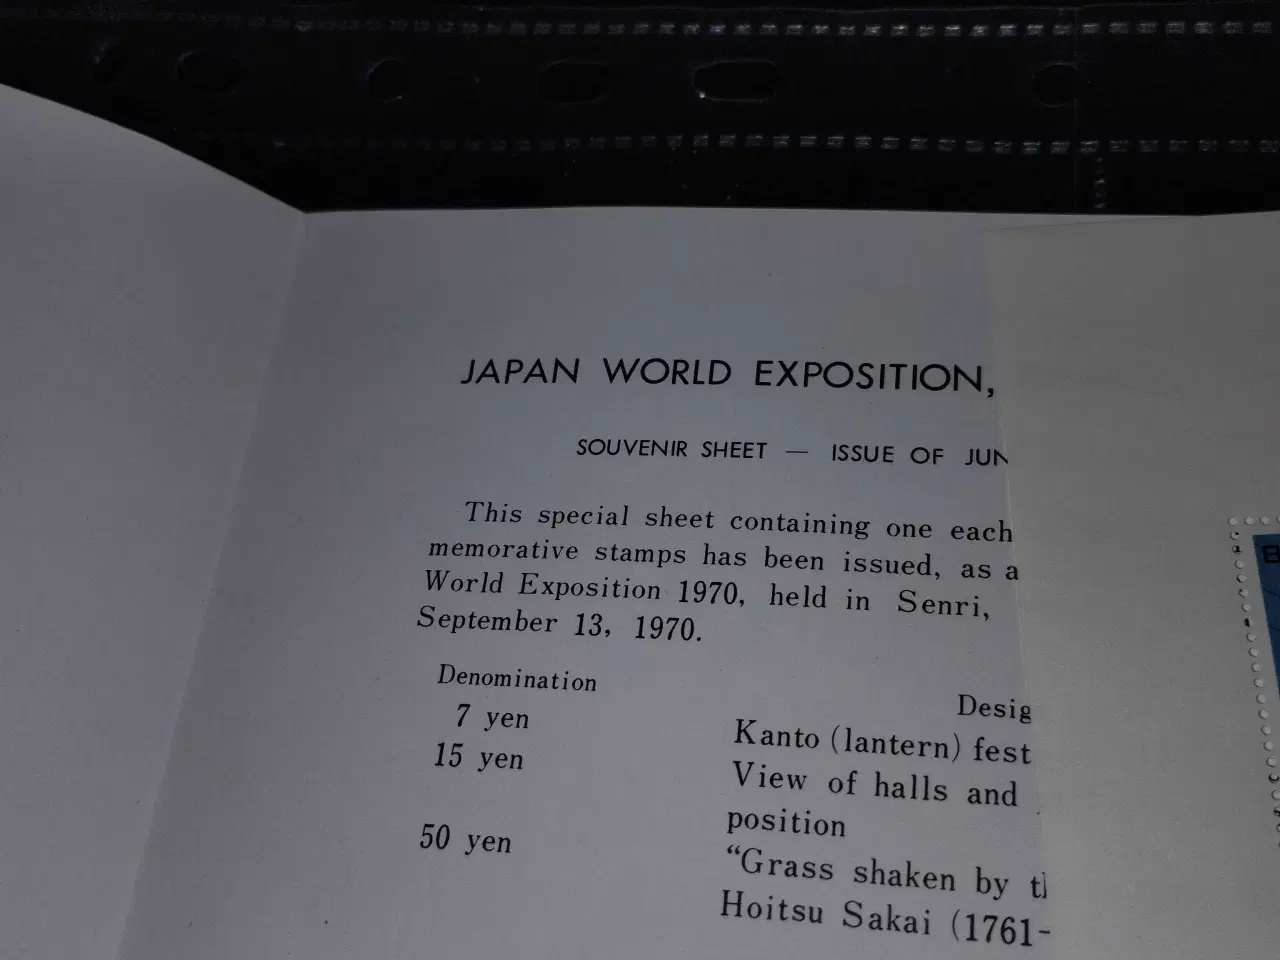 JAPAN WORLD EXPOSITION,
SOUVENIR SHEET — ISSUE OF JUN
This special sheet containing one each
memorative stamps has been issued, as a
World Exposition 1970, held in Senri,
September 13, 1970.
Denomination Desig
7 yen Kanto (lantern) fest
15 yen View of halls and
position
50 yen “Grass shaken by th
Hoitsu Sakai (1761-